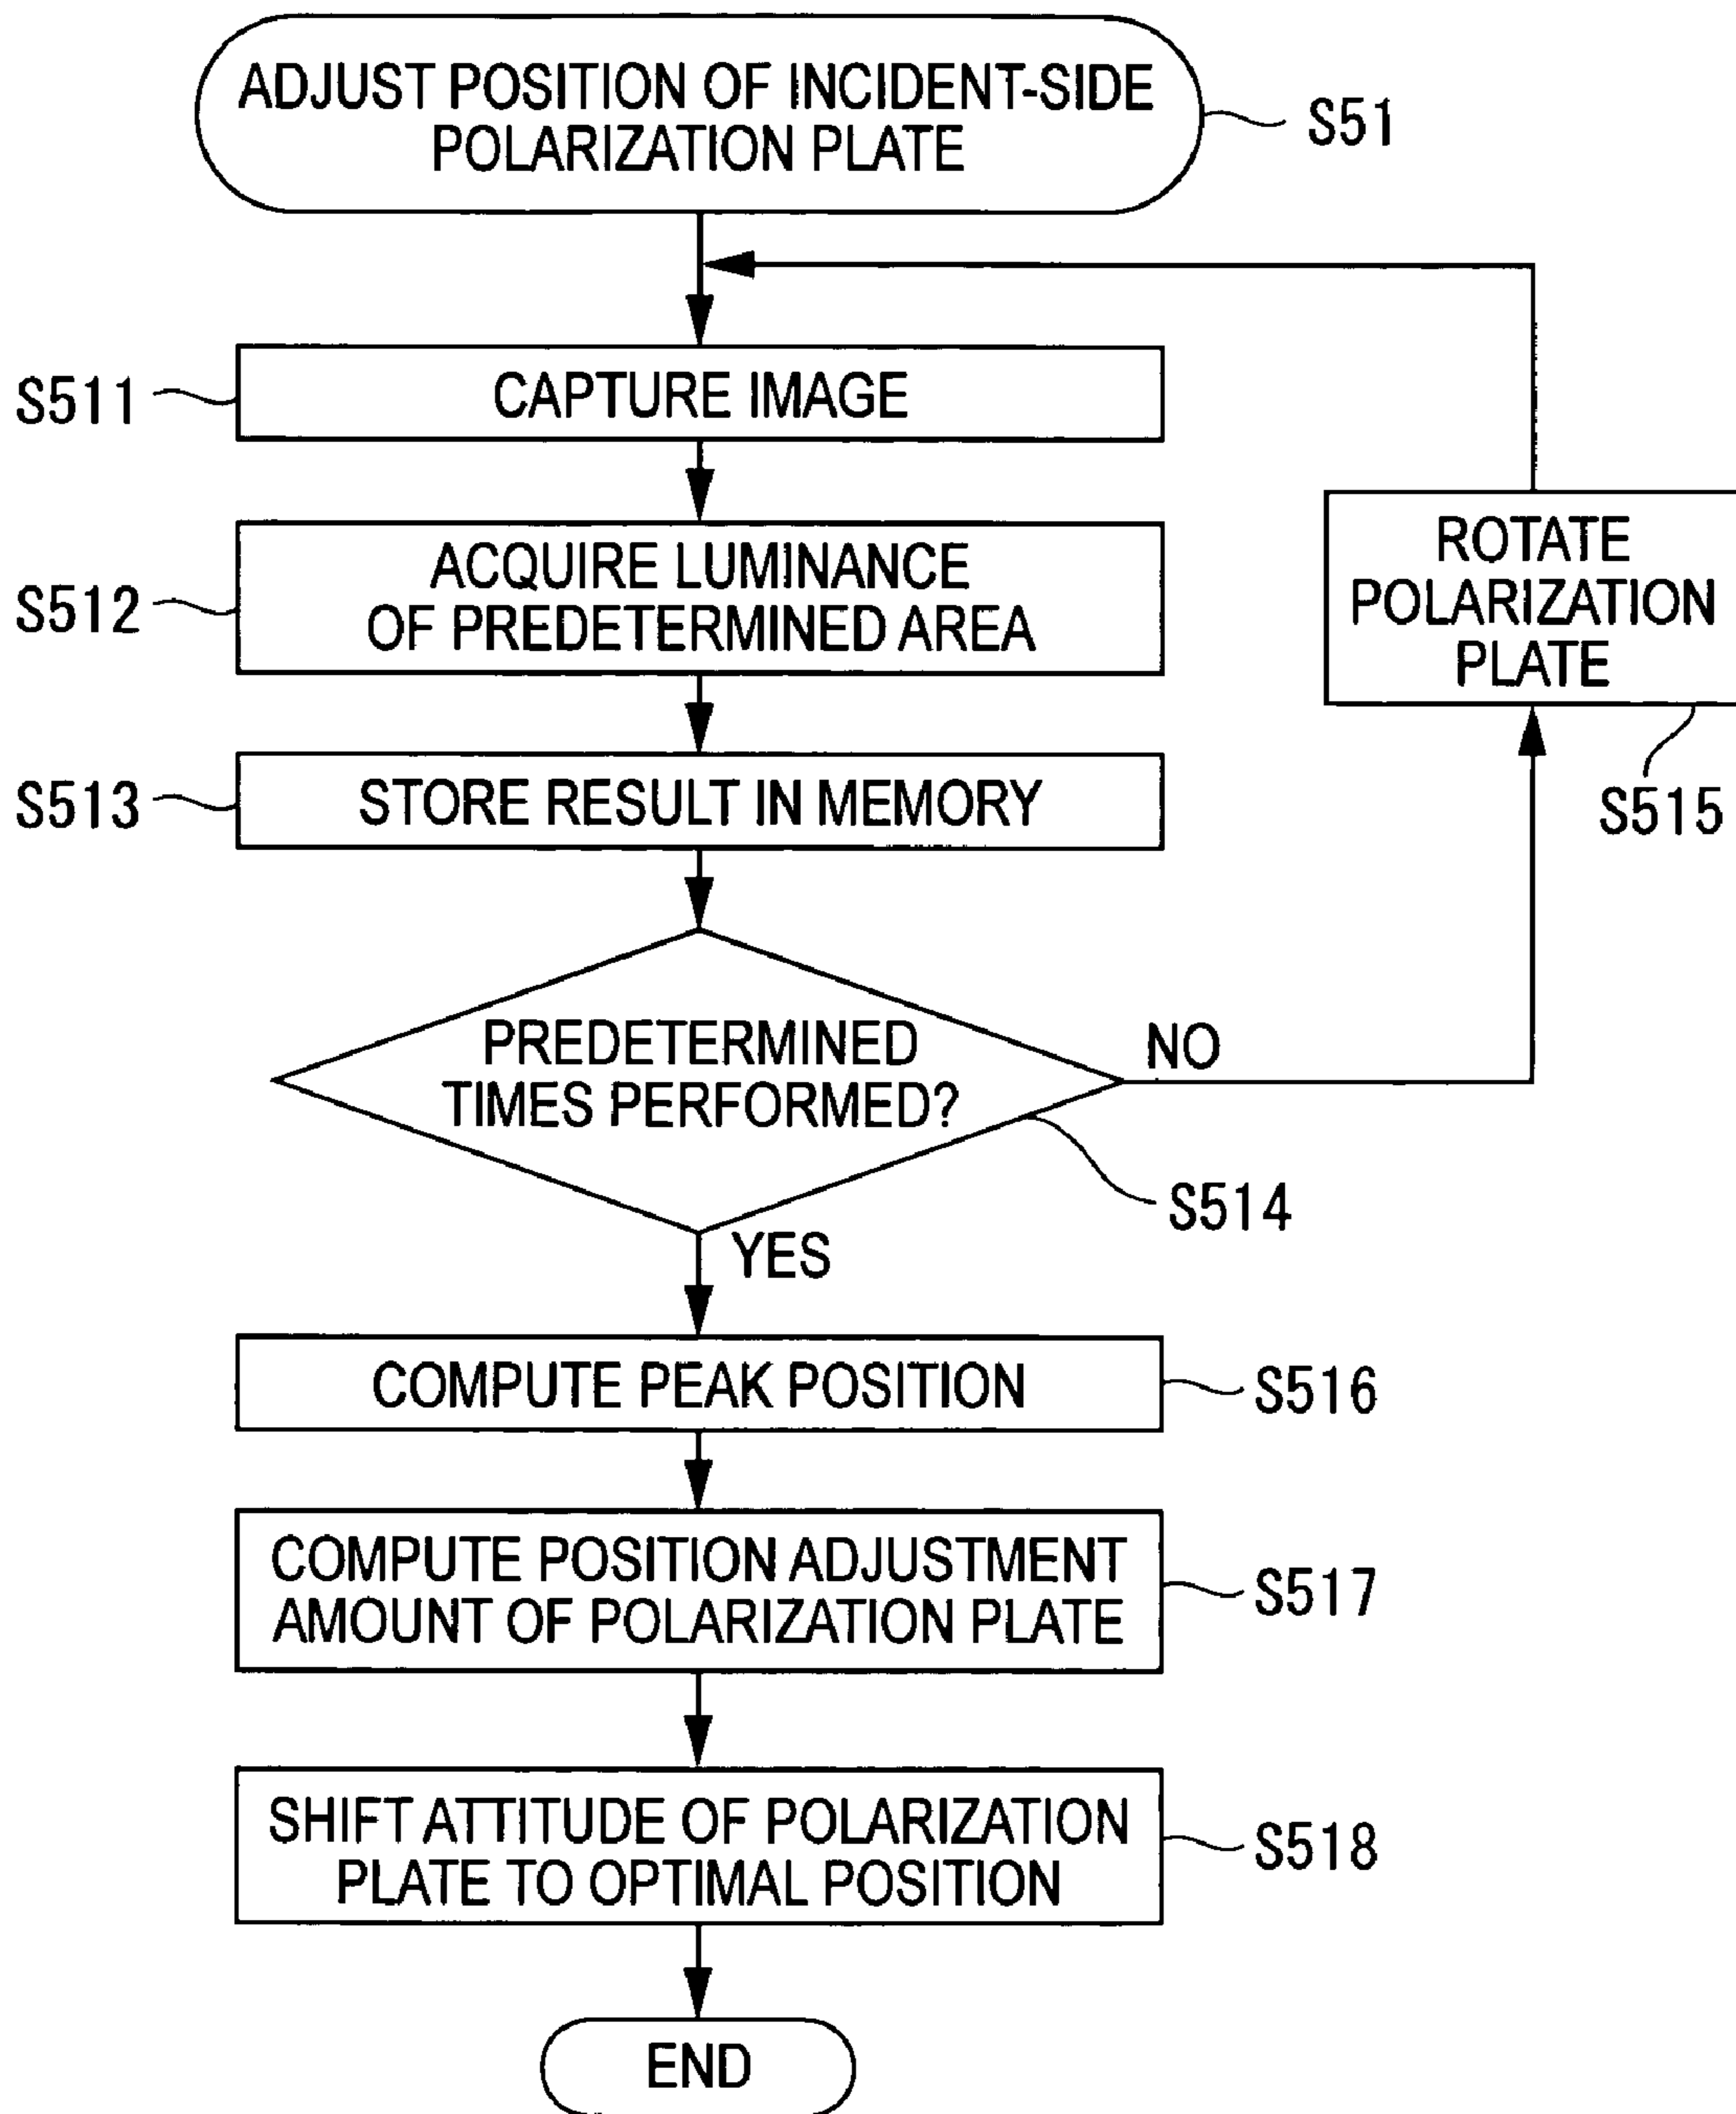 ADJUST POSITION OF INCIDENT-SIDE
POLARIZATION PLATE
S51
S511
CAPTURE IMAGE
S512
ACQUIRE LUMINANCE
OF PREDETERMINED AREA
ROTATE
POLARIZATION
PLATE
S515
S513
STORE RESULT IN MEMORY
PREDETERMINED
TIMES PERFORMED?
NO
S514
YES
COMPUTE PEAK POSITION
S516
COMPUTE POSITION ADJUSTMENT
AMOUNT OF POLARIZATION PLATE
S517
SHIFT ATTITUDE OF POLARIZATION
PLATE TO OPTIMAL POSITION
S518
END